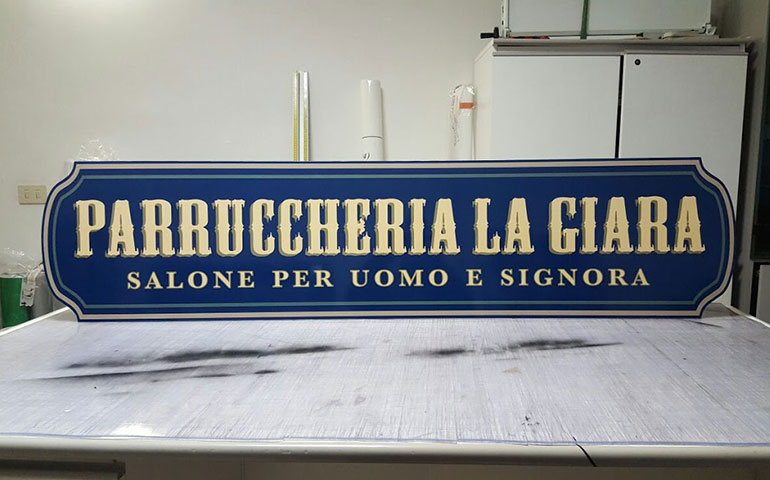 PARRUCCHERIA LA GIARA
SALONE PER UOMO E SIGNORA